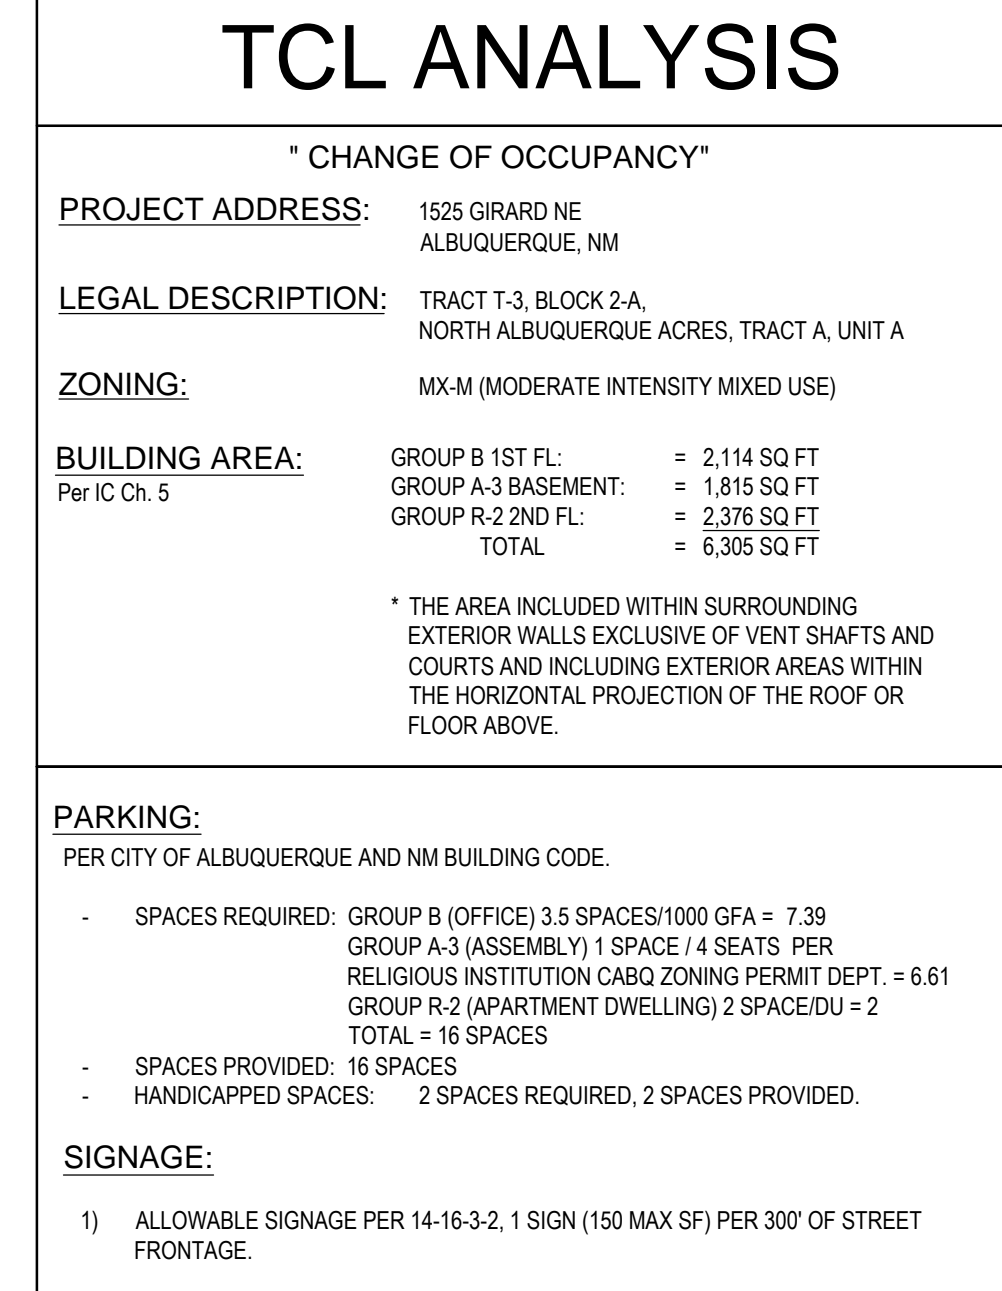 TCL ANALYSIS
" CHANGE OF OCCUPANCY"
PROJECT ADDRESS: 1525 GIRARD NE
ALBUQUERQUE, NM
LEGAL DESCRIPTION: TRACT T-3, BLOCK 2-A,
NORTH ALBUQUERQUE ACRES, TRACT A, UNIT A
ZONING: MX-M (MODERATE INTENSITY MIXED USE)
BUILDING AREA: GROUP B 1ST FL: = 2,114 SQ FT
Per IC Ch. 5 GROUP A-3 BASEMENT: = 1,815 SQ FT
GROUP R-2 2ND FL: = 2,376 SQ FT
TOTAL = 6,305 SQ FT
* THE AREA INCLUDED WITHIN SURROUNDING
EXTERIOR WALLS EXCLUSIVE OF VENT SHAFTS AND
COURTS AND INCLUDING EXTERIOR AREAS WITHIN
THE HORIZONTAL PROJECTION OF THE ROOF OR
FLOOR ABOVE.
PARKING:
PER CITY OF ALBUQUERQUE AND NM BUILDING CODE.
- SPACES REQUIRED: GROUP B (OFFICE) 3.5 SPACES/1000 GFA = 7.39
GROUP A-3 (ASSEMBLY) 1 SPACE / 4 SEATS PER
RELIGIOUS INSTITUTION CABQ ZONING PERMIT DEPT. = 6.61
GROUP R-2 (APARTMENT DWELLING) 2 SPACE/DU = 2
TOTAL = 16 SPACES
- SPACES PROVIDED: 16 SPACES
- HANDICAPPED SPACES: 2 SPACES REQUIRED, 2 SPACES PROVIDED.
SIGNAGE:
1) ALLOWABLE SIGNAGE PER 14-16-3-2, 1 SIGN (150 MAX SF) PER 300' OF STREET
FRONTAGE.